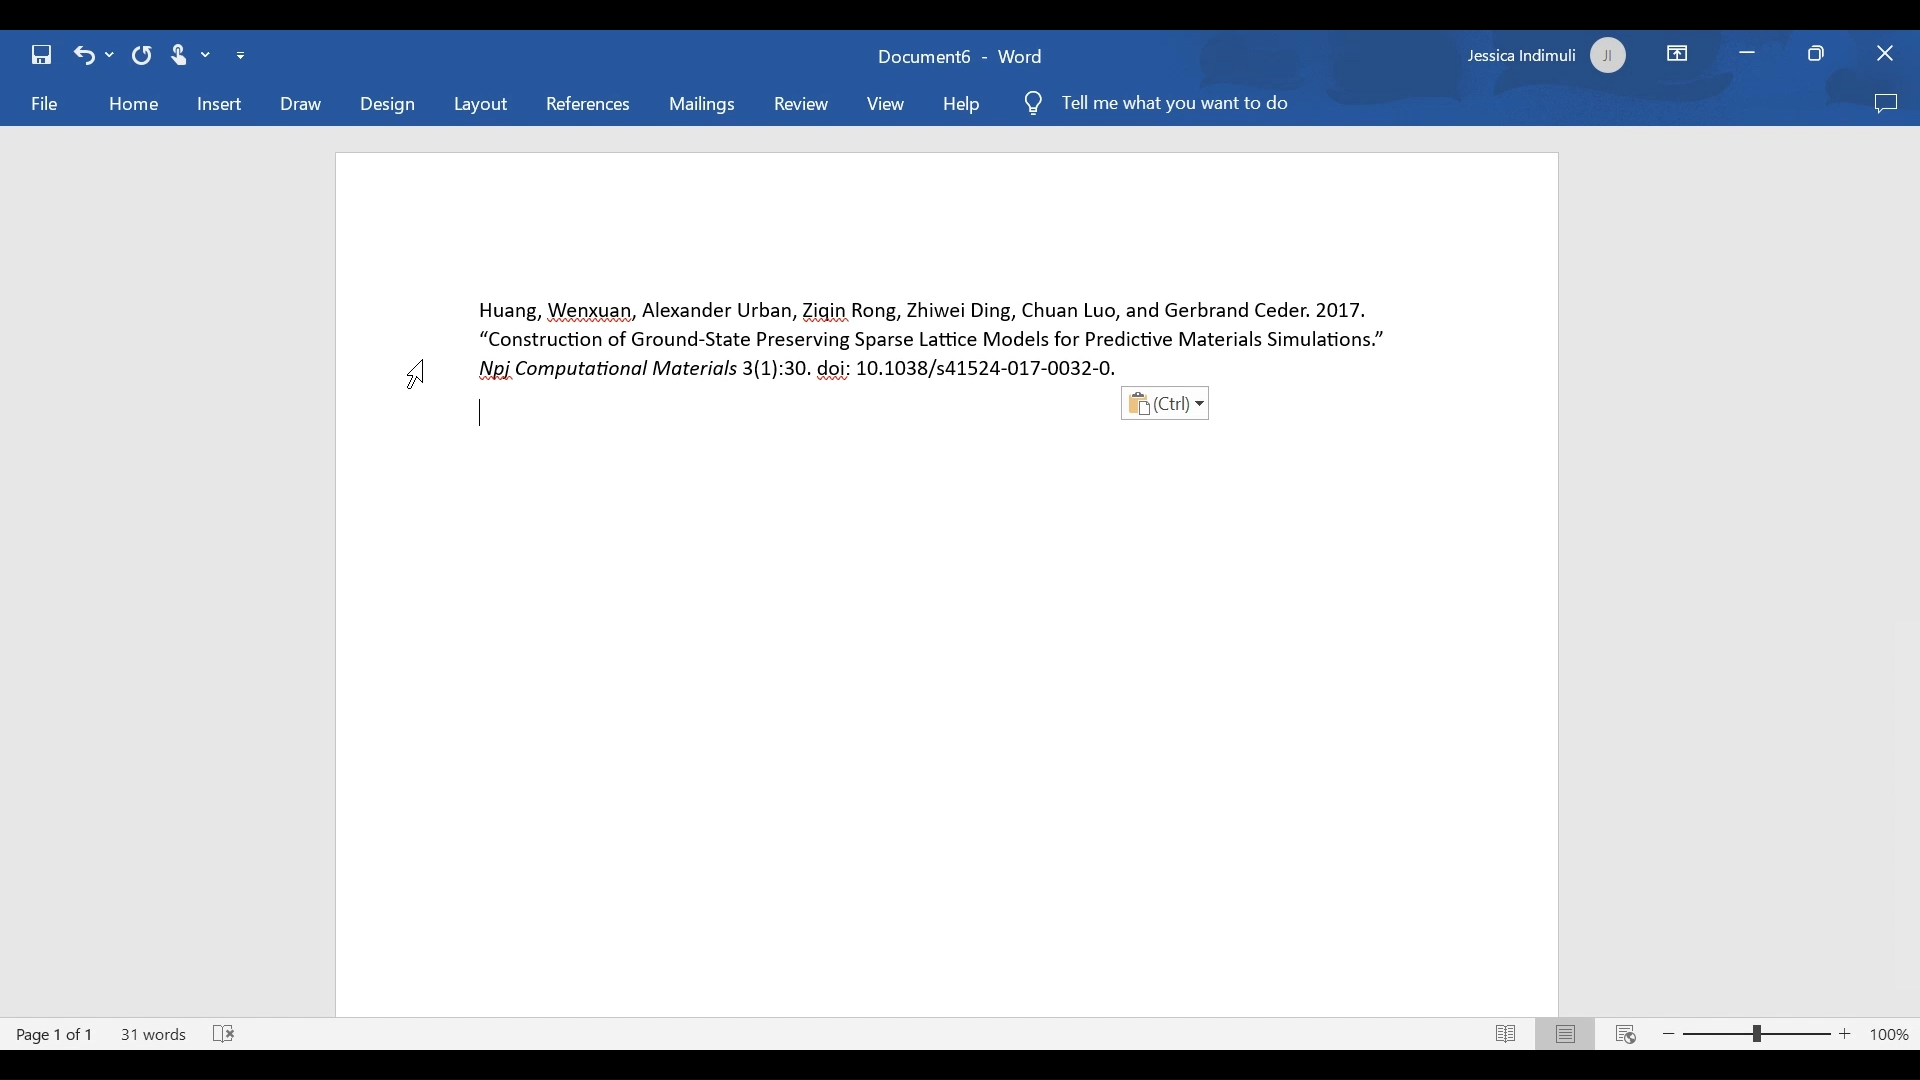 Document6 - Word
Jessica Indimuli JI
File Home Insert Draw Design Layout References Mailings Review View Help Tell me what you want to do
Huang, Wenxuan, Alexander Urban, Ziqin Rong, Zhiwei Ding, Chuan Luo, and Gerbrand Ceder. 2017.
“Construction of Ground-State Preserving Sparse Lattice Models for Predictive Materials Simulations.”
Npj Computational Materials 3(1):30. doi: 10.1038/s41524-017-0032-0.
(Ctrl)
Page 1 of 1 31 words 100%